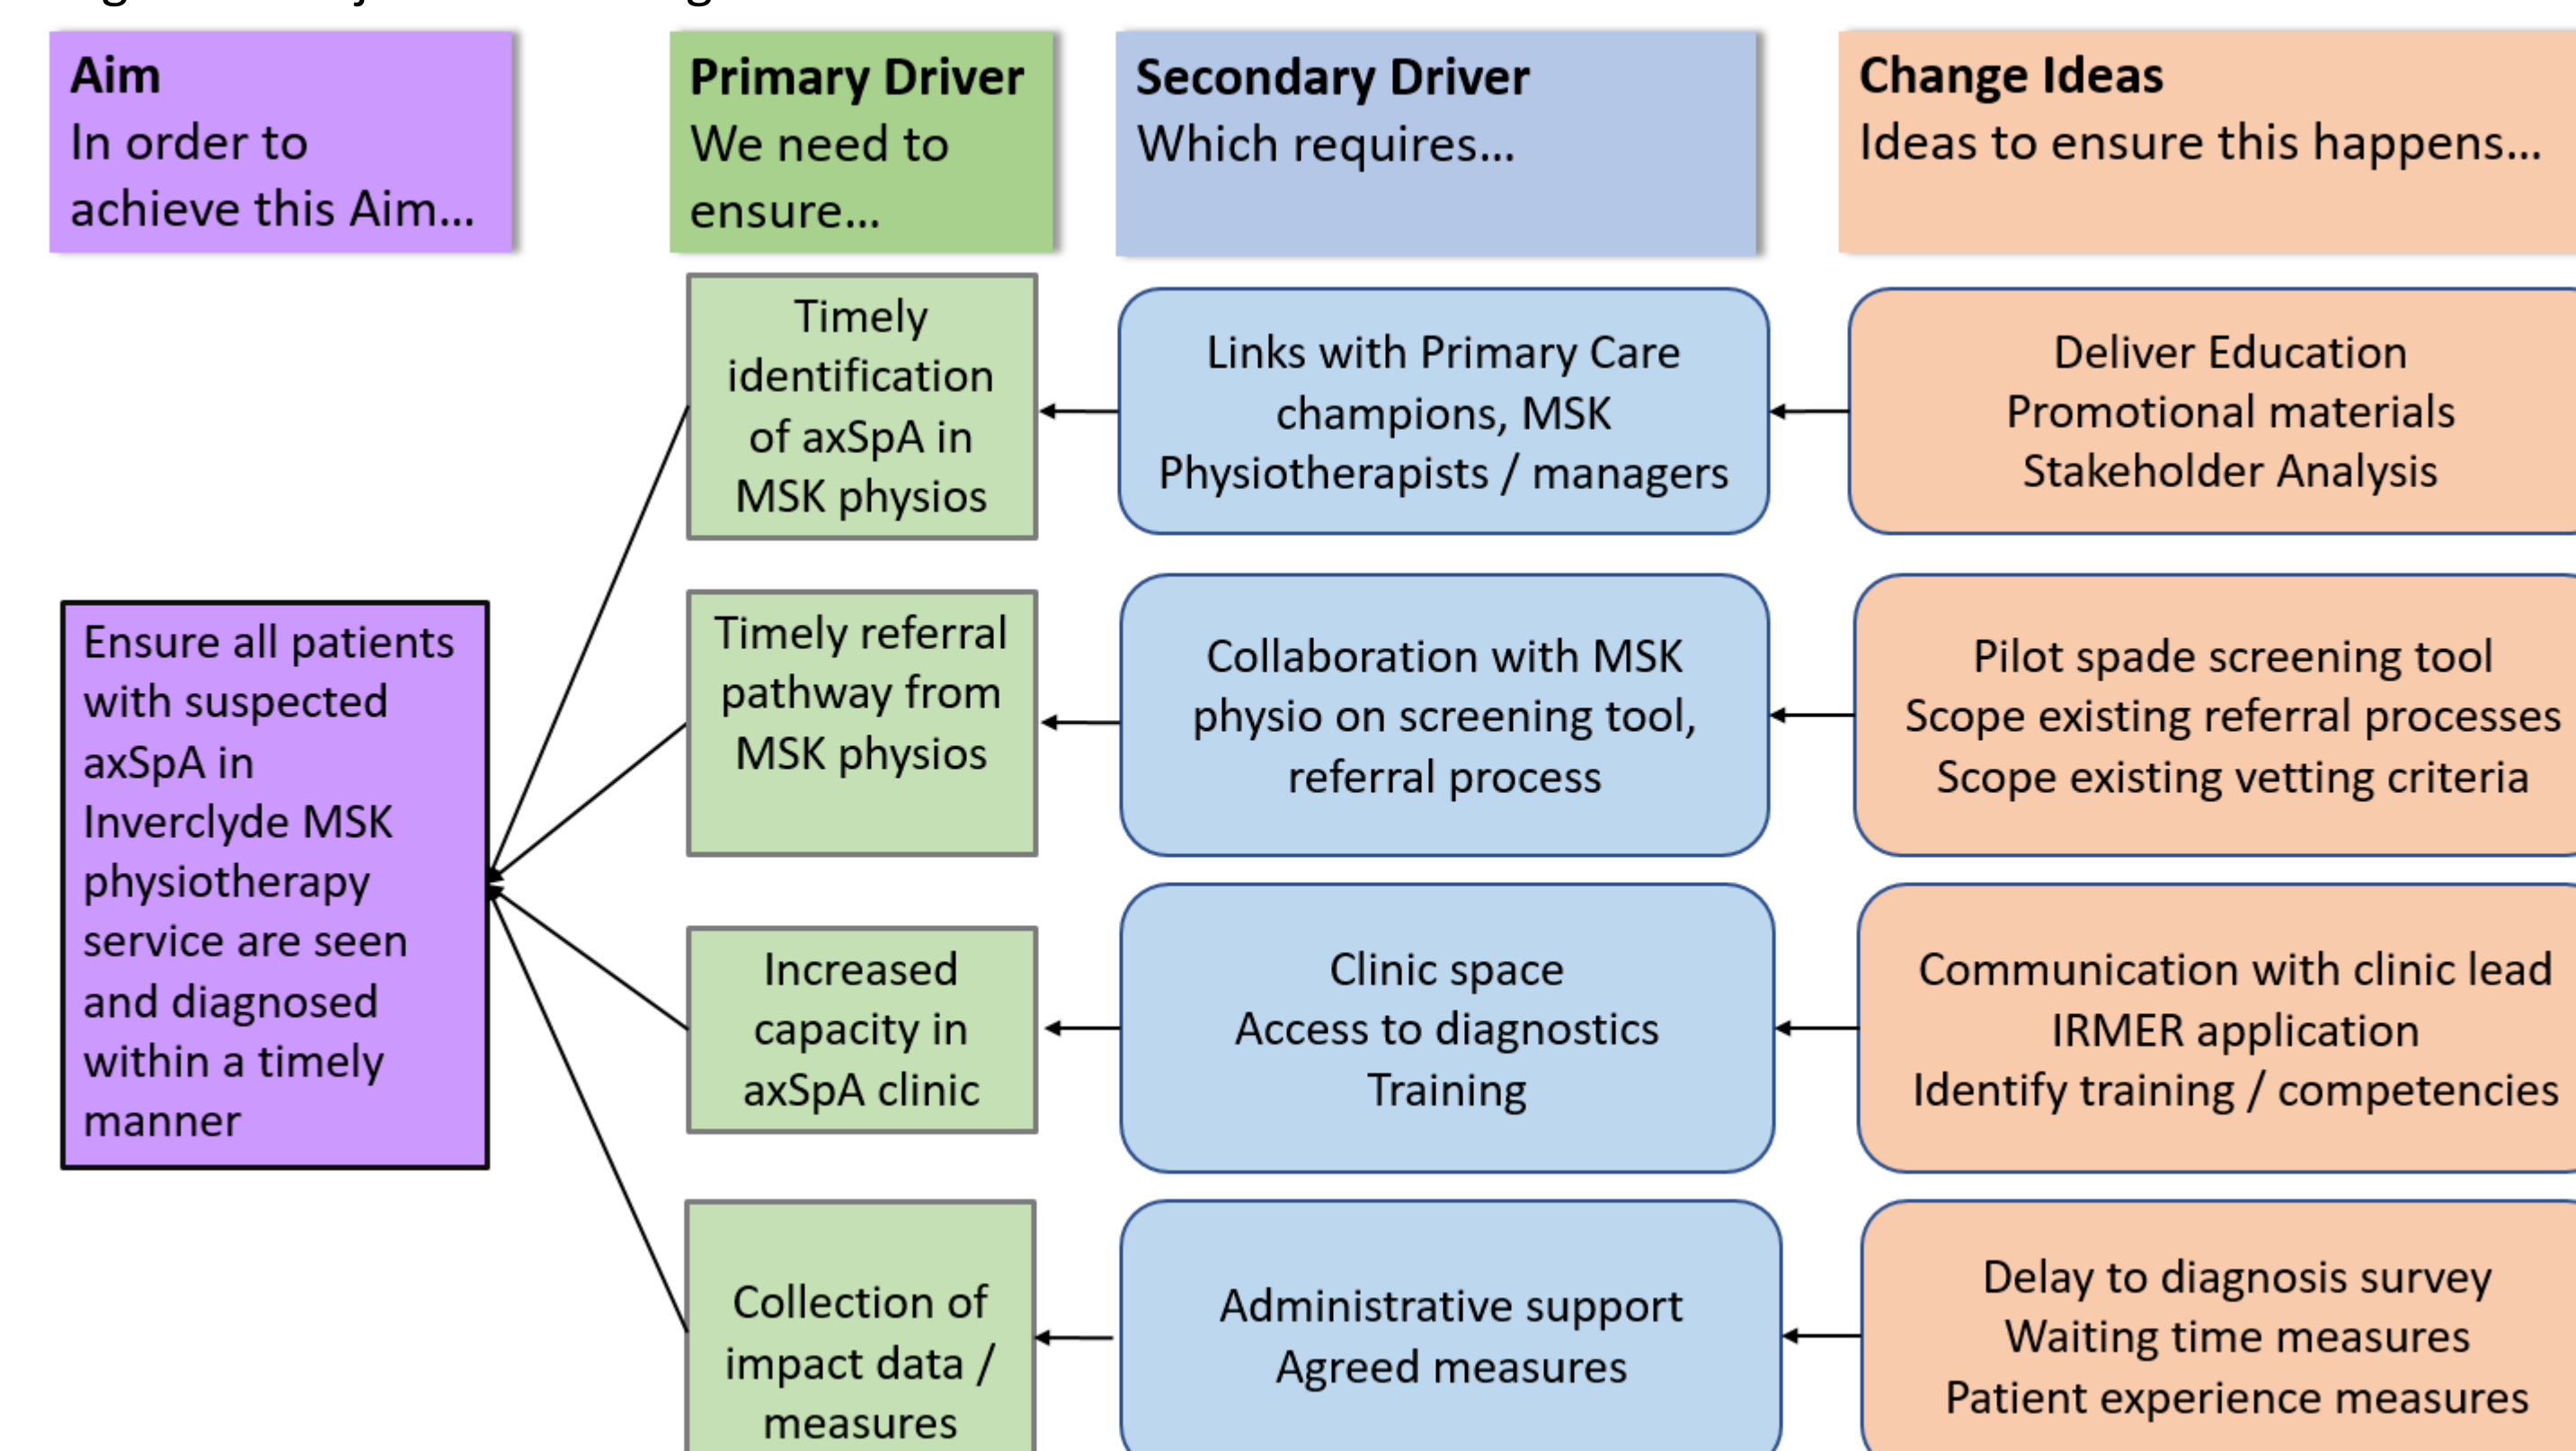 Aim
In order to
achieve this Aim...
Primary Driver
We need to
ensure...
Secondary Driver
Which requires...
Change Ideas
Ideas to ensure this happens...
Timely
identification
of axSpA in
MSK physios
Links with Primary Care
champions, MSK
Physiotherapists / managers
Deliver Education
Promotional materials
Stakeholder Analysis
Ensure all patients
with suspected
axSpA in
Inverclyde MSK
physiotherapy
service are seen
and diagnosed
within a timely
manner
Timely referral
pathway from
MSK physios
Collaboration with MSK
physio on screening tool,
referral process
Pilot spade screening tool
Scope existing referral processes
Scope existing vetting criteria
Increased
capacity in
axSpA clinic
Clinic space
Access to diagnostics
Training
Communication with clinic lead
IRMER application
Identify training / competencies
Collection of
impact data /
measures
Administrative support
Agreed measures
Delay to diagnosis survey
Waiting time measures
Patient experience measures